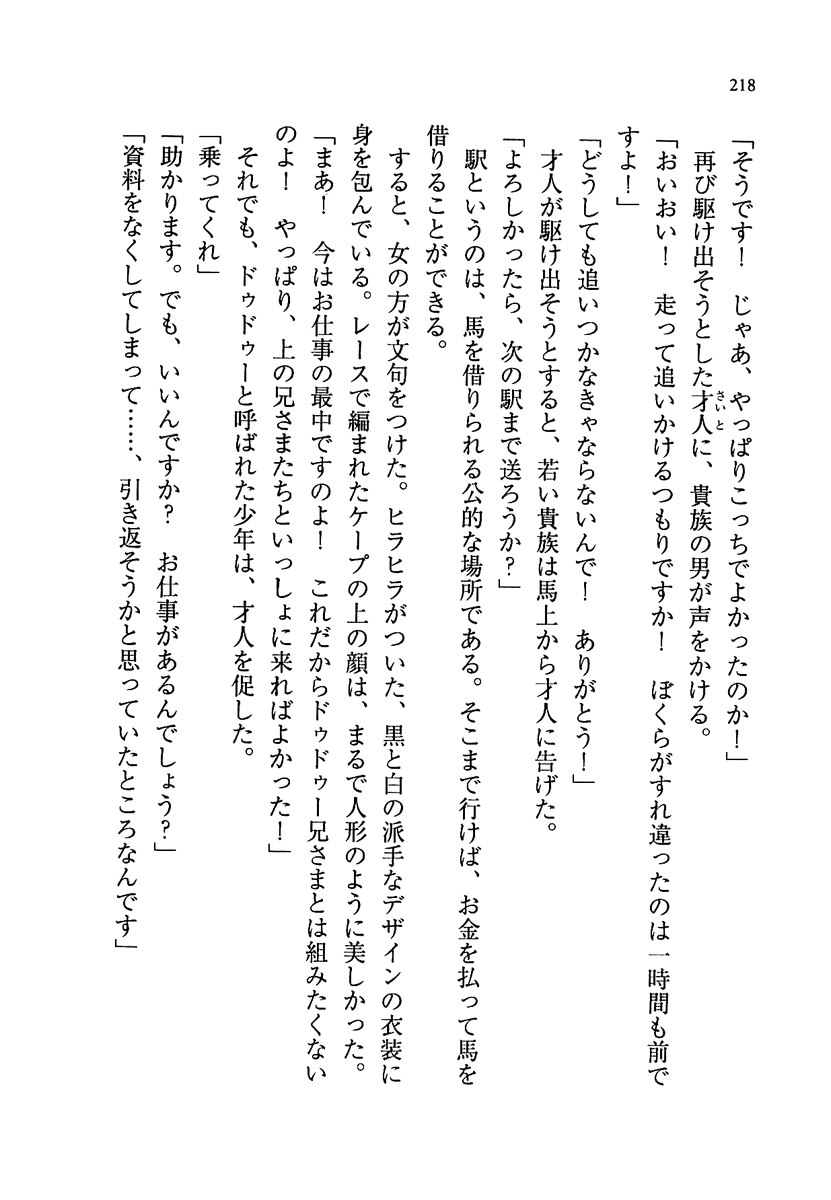 218
「そうです！　じゃあ、やっぱりこっちでよかったのか！」
　再び駆け出そうとした才人に、貴族の男が声をかける。
さいと
「おいおい！　走って追いかけるつもりですか！　ぼくらがすれ違ったのは一時間も前で
すよ！」
「どうしても追いつかなきゃならないんで！　ありがとう！」
　才人が駆け出そうとすると、若い貴族は馬上から才人に告げた。
「よろしかったら、次の駅まで送ろうか？」
　駅というのは、馬を借りられる公的な場所である。そこまで行けば、お金を払って馬を
借りることができる。
　すると、女の方が文句をつけた。ヒラヒラがついた、黒と白の派手なデザインの衣装に
身を包んでいる。レースで編まれたケープの上の顔は、まるで人形のように美しかった。
「まあ！　今はお仕事の最中ですのよ！　これだからドゥドゥー兄さまとは組みたくない
のよ！　やっぱり、上の兄さまたちといっしょに来ればよかった！」
　それでも、ドゥドゥーと呼ばれた少年は、才人を促した。
「乗ってくれ」
「助かります。でも、いいんですか？　お仕事があるんでしょう？」
「資料をなくしてしまって……、引き返そうかと思っていたところなんです」